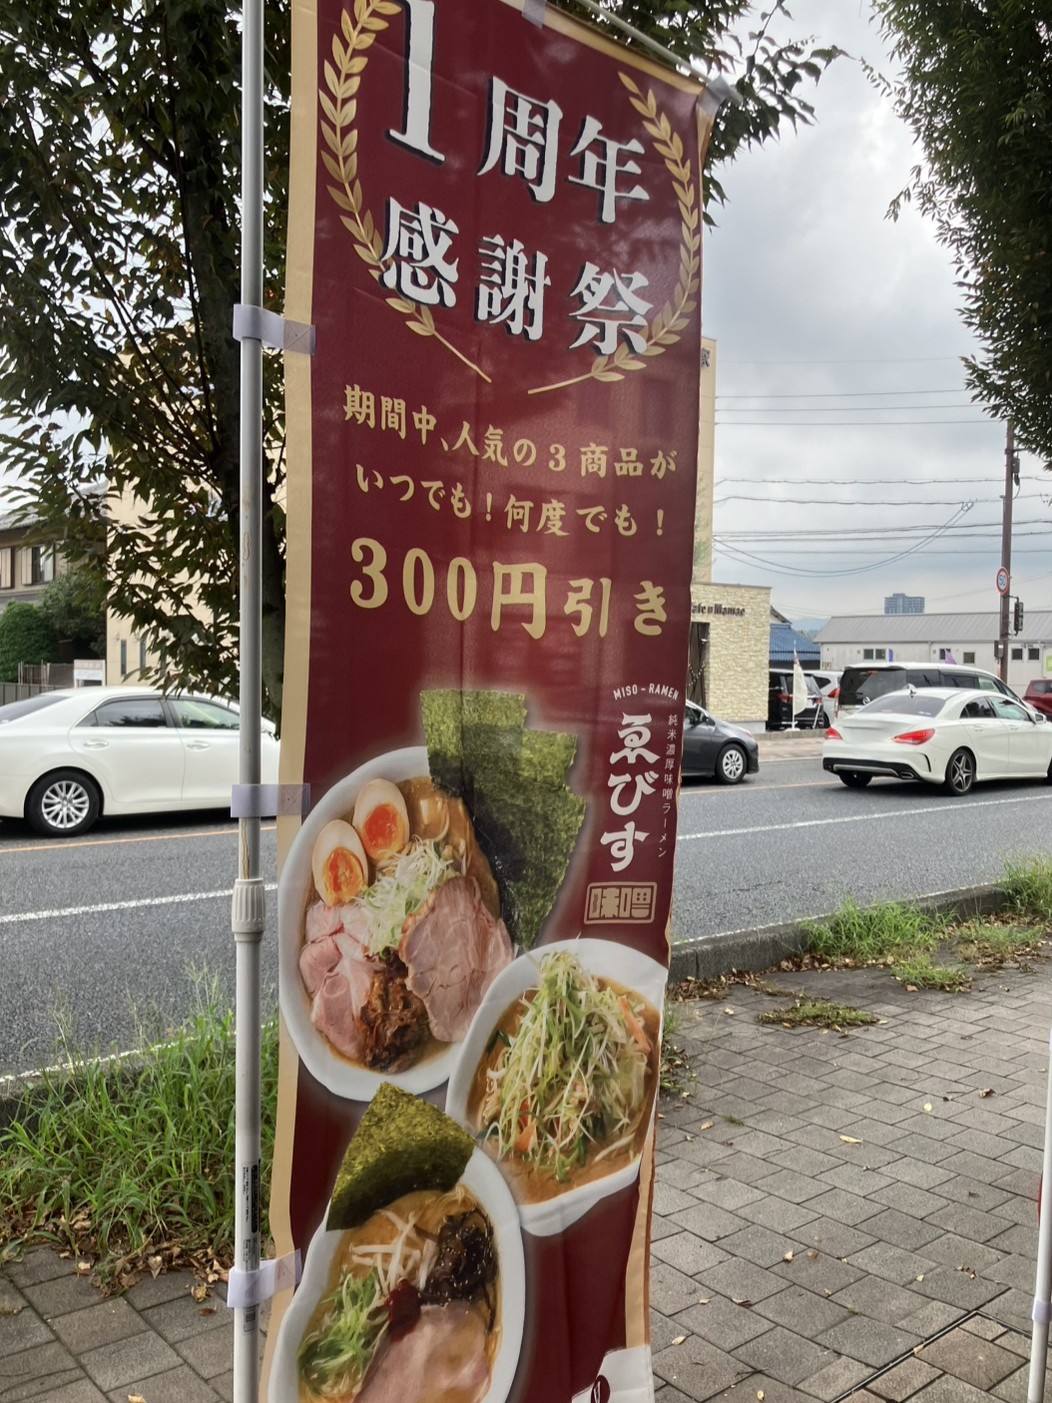 1周年
感謝祭
期間中、人気の3商品が
いつでも!何度でも!
300円引き
MISO-RAMEN
純米濃厚味噌ラーメン
ゑびす
味噌
50